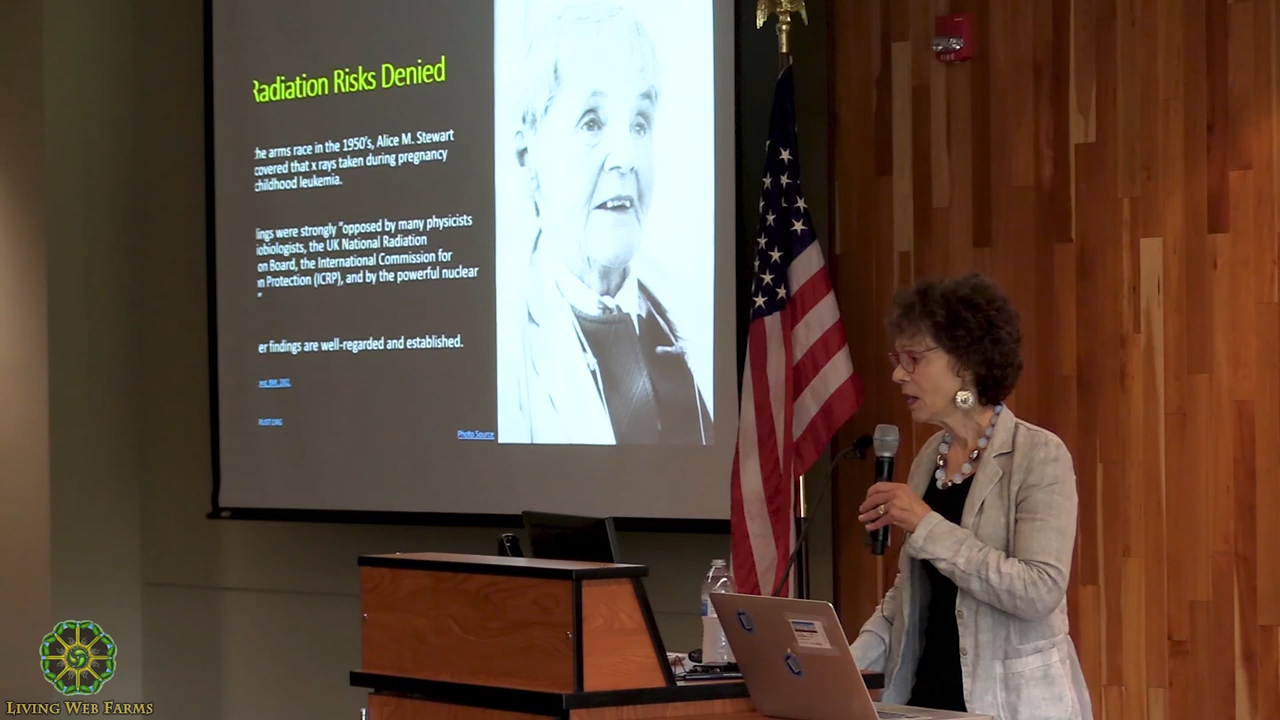 Radiation Risks Denied
he arms race in the 1950's, Alice M. Stewart
covered that x rays taken during pregnancy
childhood leukemia.
ings were strongly "opposed by many physicists
iobiologists, the UK National Radiation
on Board, the International Commission for
n Protection (ICRP), and by the powerful nuclear
"
er findings are well-regarded and established.
Photo Source
LIVING WEB FARMS